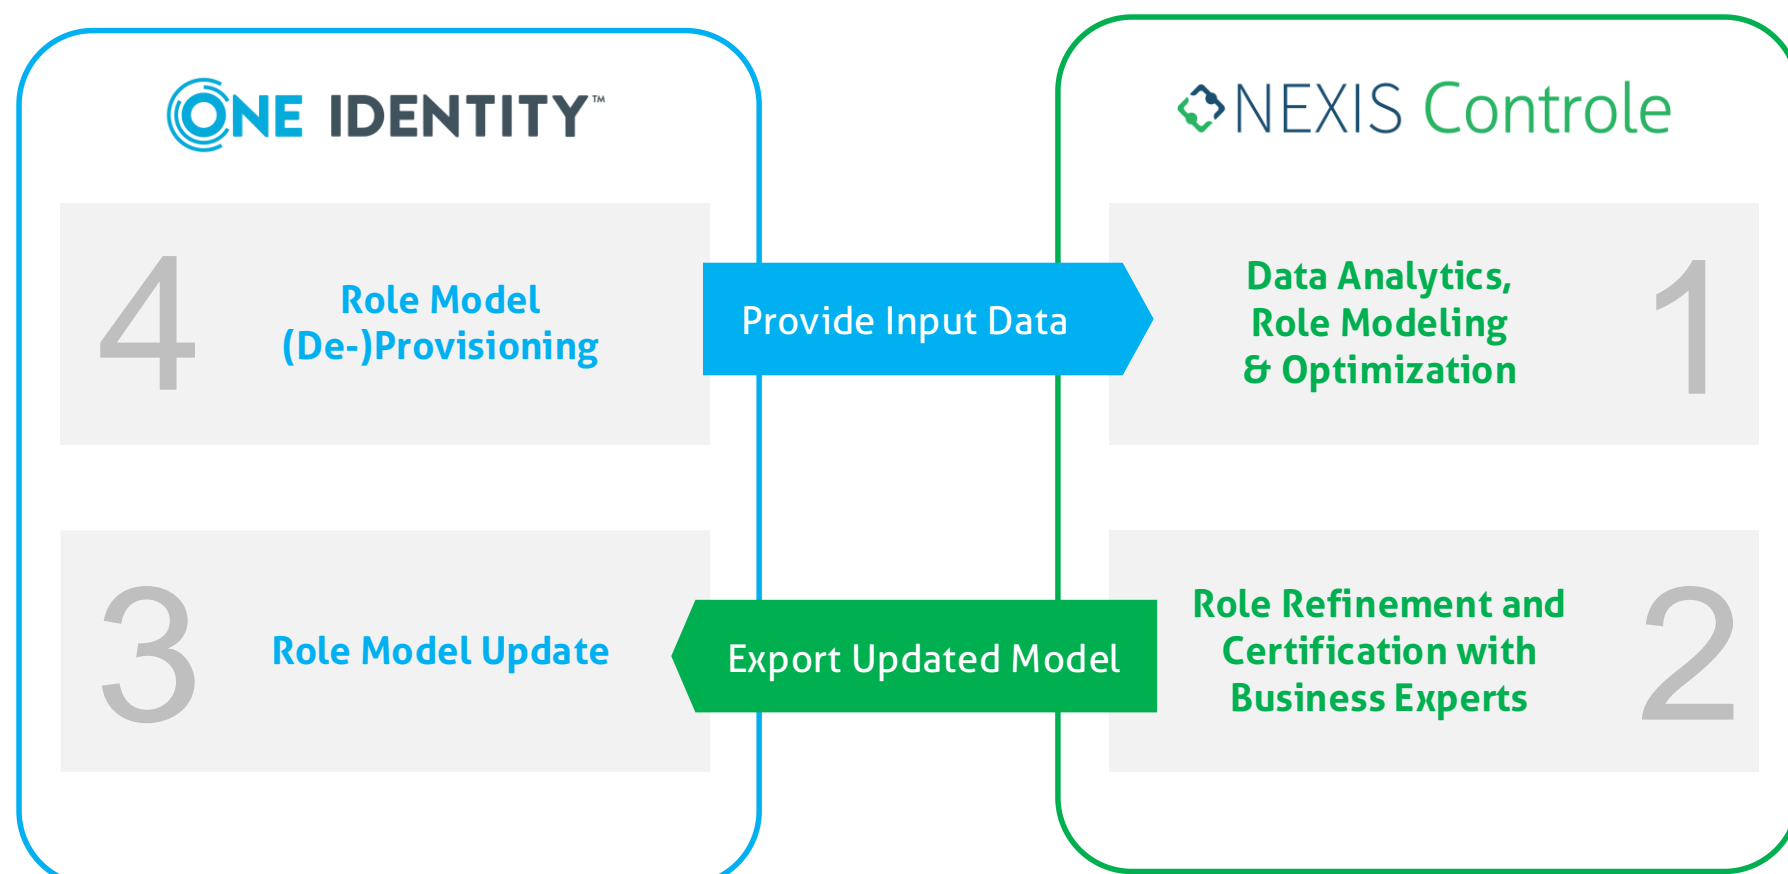 ONE IDENTITY™
4
Role Model
(De-)Provisioning
3
Role Model Update
Provide Input Data
Export Updated Model
NEXIS Controle
Data Analytics,
Role Modeling
& Optimization
1
Role Refinement and
Certification with
Business Experts
2